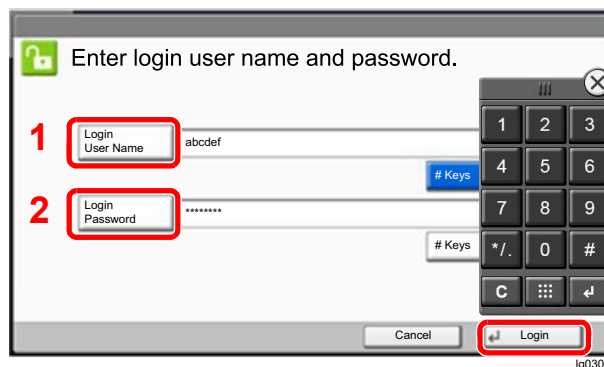 Enter login user name and password.
1
Login
User Name
abcdef
# Keys
2
Login
Password
********
# Keys
1 2 3
4 5 6
7 8 9
*/. 0 #
C
Cancel
Login